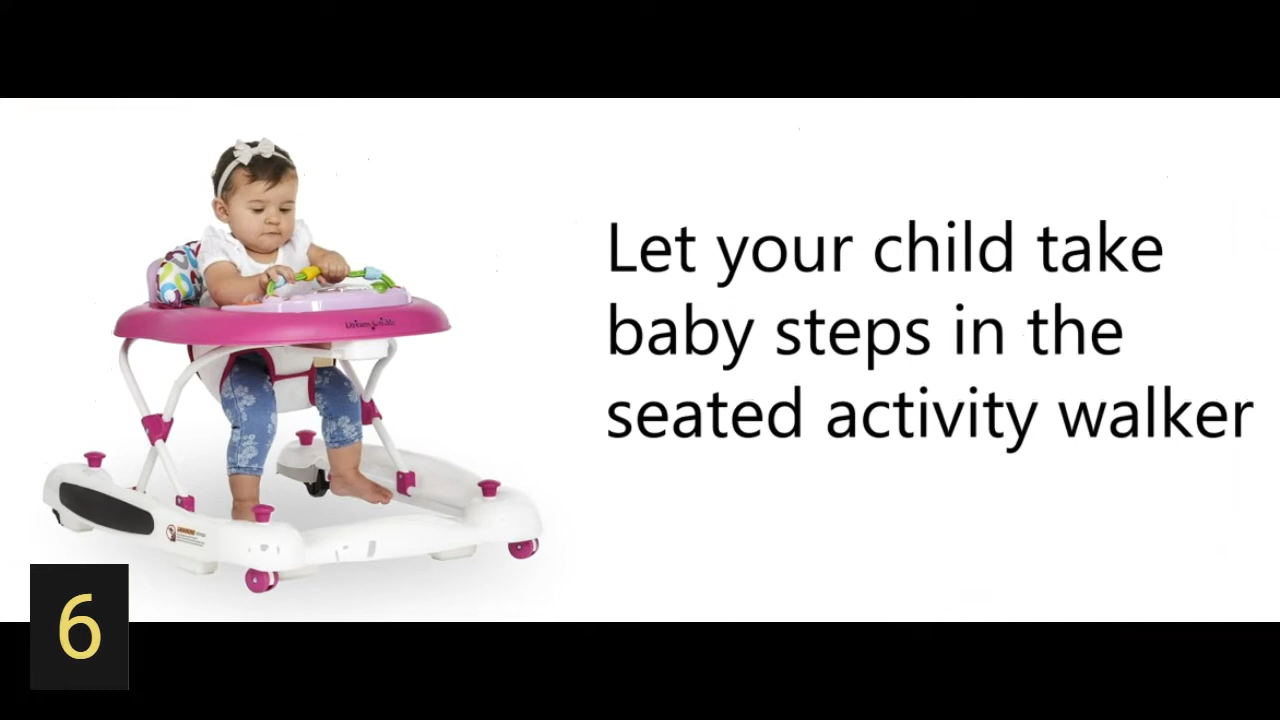 Let your child take
baby steps in the
seated activity walker
6